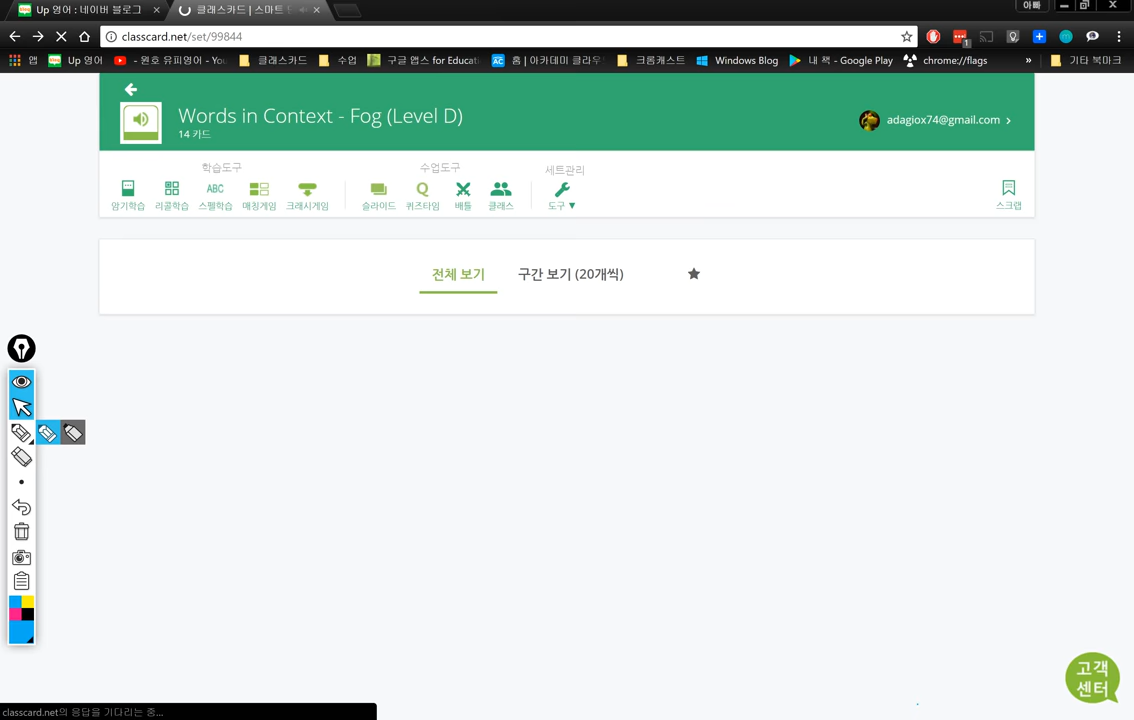 Up 영어 : 네이버 블로그
클래스카드 | 스마트
아빠
classcard.net/set/99844
1
앱
Up 영어
- 원호 유피영어 - You
클래스카드
수업
구글 앱스 for Educati
AC 홈 | 아카데미 클라우드
크롬캐스트
Windows Blog
내 책 - Google Play
chrome://flags
»
기타 북마크
Words in Context - Fog (Level D)
14 카드
adagiox74@gmail.com
학습도구
수업도구
세트관리
ABC
Q
암기학습
리콜학습
스펠학습
매칭게임
크래시게임
슬라이드
퀴즈타임
배틀
클래스
도구 ▼
스크랩
전체 보기
구간 보기 (20개씩)
고객
센터
classcard.net의 응답을 기다리는 중...